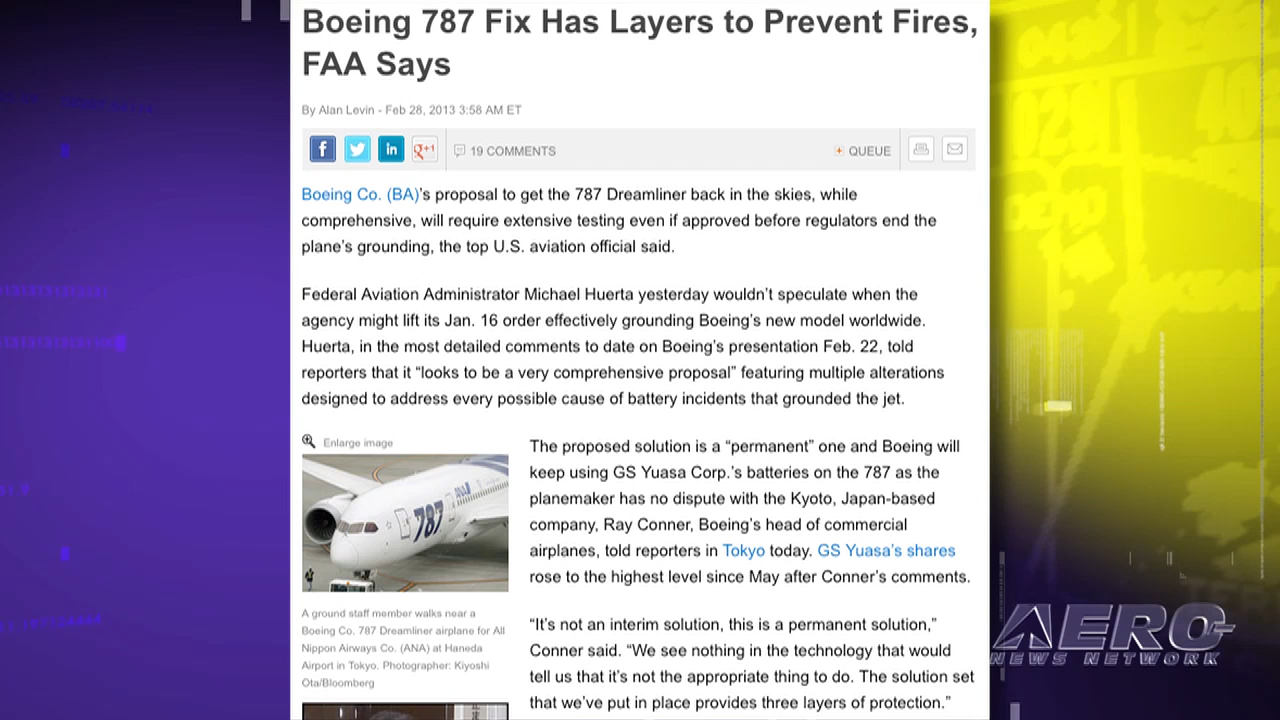 Boeing 787 Fix Has Layers to Prevent Fires,
FAA Says
By Alan Levin - Feb 28, 2013 3:58 AM ET
f
in
g+1
19 COMMENTS
+ QUEUE
Boeing Co. (BA)’s proposal to get the 787 Dreamliner back in the skies, while
comprehensive, will require extensive testing even if approved before regulators end the
plane’s grounding, the top U.S. aviation official said.
Federal Aviation Administrator Michael Huerta yesterday wouldn’t speculate when the
agency might lift its Jan. 16 order effectively grounding Boeing’s new model worldwide.
Huerta, in the most detailed comments to date on Boeing’s presentation Feb. 22, told
reporters that it “looks to be a very comprehensive proposal” featuring multiple alterations
designed to address every possible cause of battery incidents that grounded the jet.
Enlarge image
787
ANA
A ground staff member walks near a
Boeing Co. 787 Dreamliner airplane for All
Nippon Airways Co. (ANA) at Haneda
Airport in Tokyo. Photographer: Kiyoshi
Ota/Bloomberg
The proposed solution is a “permanent” one and Boeing will
keep using GS Yuasa Corp.’s batteries on the 787 as the
planemaker has no dispute with the Kyoto, Japan-based
company, Ray Conner, Boeing’s head of commercial
airplanes, told reporters in Tokyo today. GS Yuasa’s shares
rose to the highest level since May after Conner’s comments.
“It’s not an interim solution, this is a permanent solution,”
Conner said. “We see nothing in the technology that would
tell us that it’s not the appropriate thing to do. The solution set
that we’ve put in place provides three layers of protection.”
AERO
NEWS NETWORK